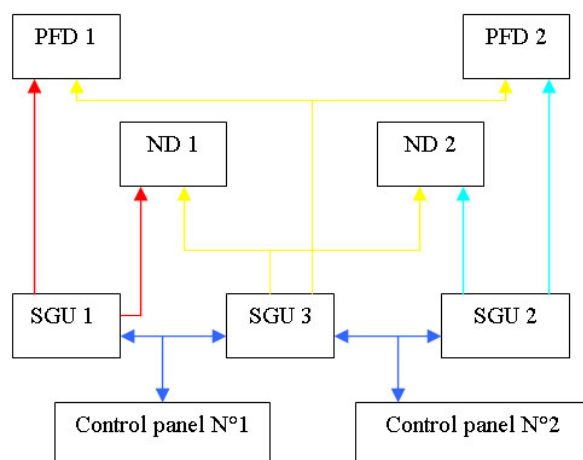 PFD 1
PFD 2
ND 1
ND 2
SGU 1
SGU 3
SGU 2
Control panel N°1
Control panel N°2